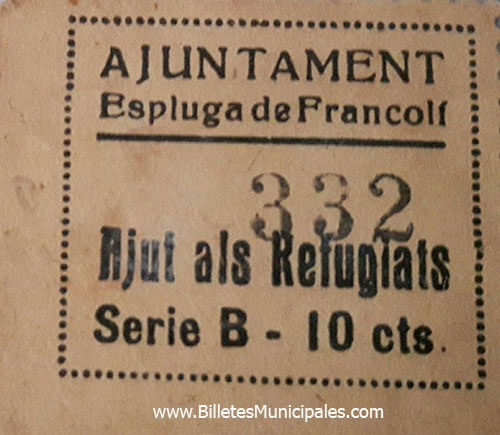 AJUNTAMENT
Espluga de Francolí
332
Ajut als Refugiats
Serie B - 10 cts.
www.BilletesMunicipales.com